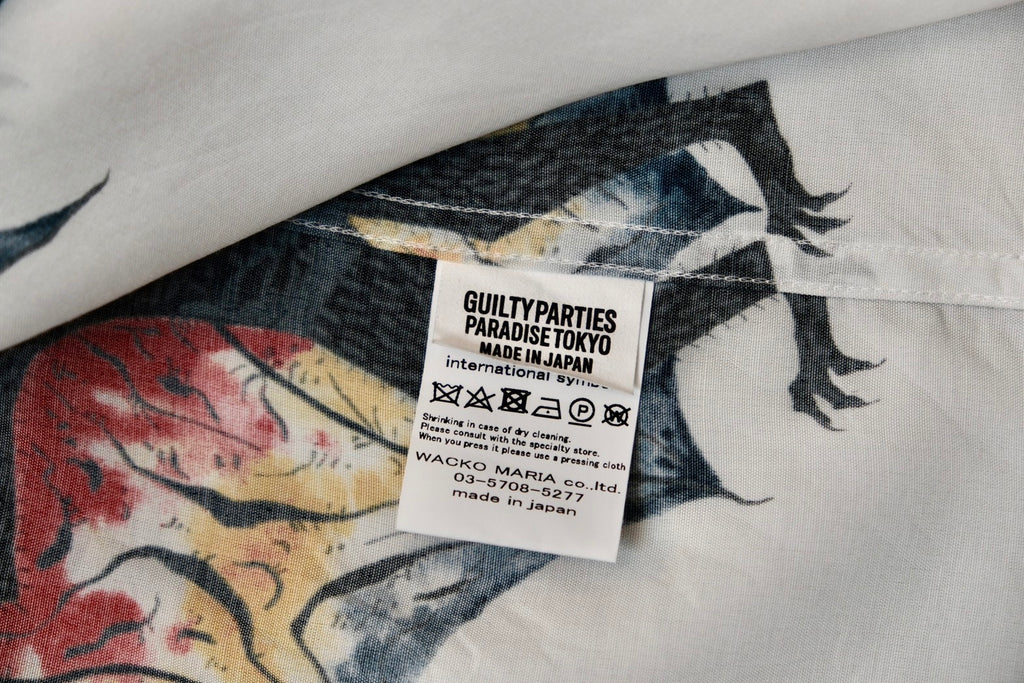 GUILTY PARTIES
PARADISE TOKYO
MADE IN JAPAN
international
Shrinking in case of dry cleaning.
Please consult with the specialty store.
When you press it please use a pressing cloth
WACKO MARIA co.,ltd.
03-5708-5277
made in japan